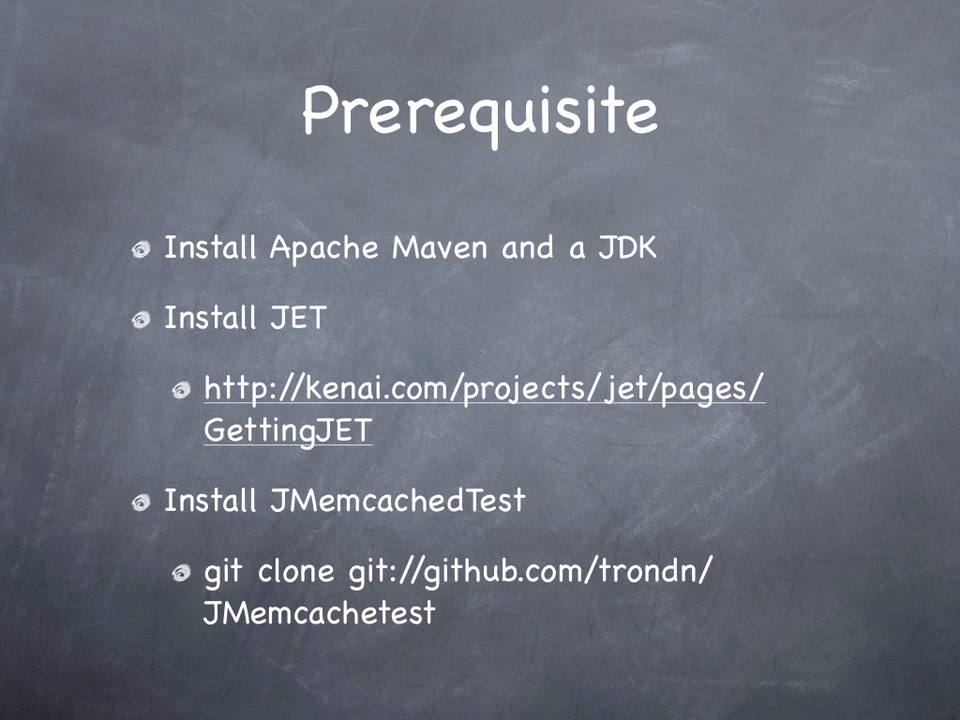 Prerequisite
Install Apache Maven and a JDK
Install JET
http://kenai.com/projects/jet/pages/
GettingJET
Install JMemcachedTest
git clone git://github.com/trondn/
JMemcachetest